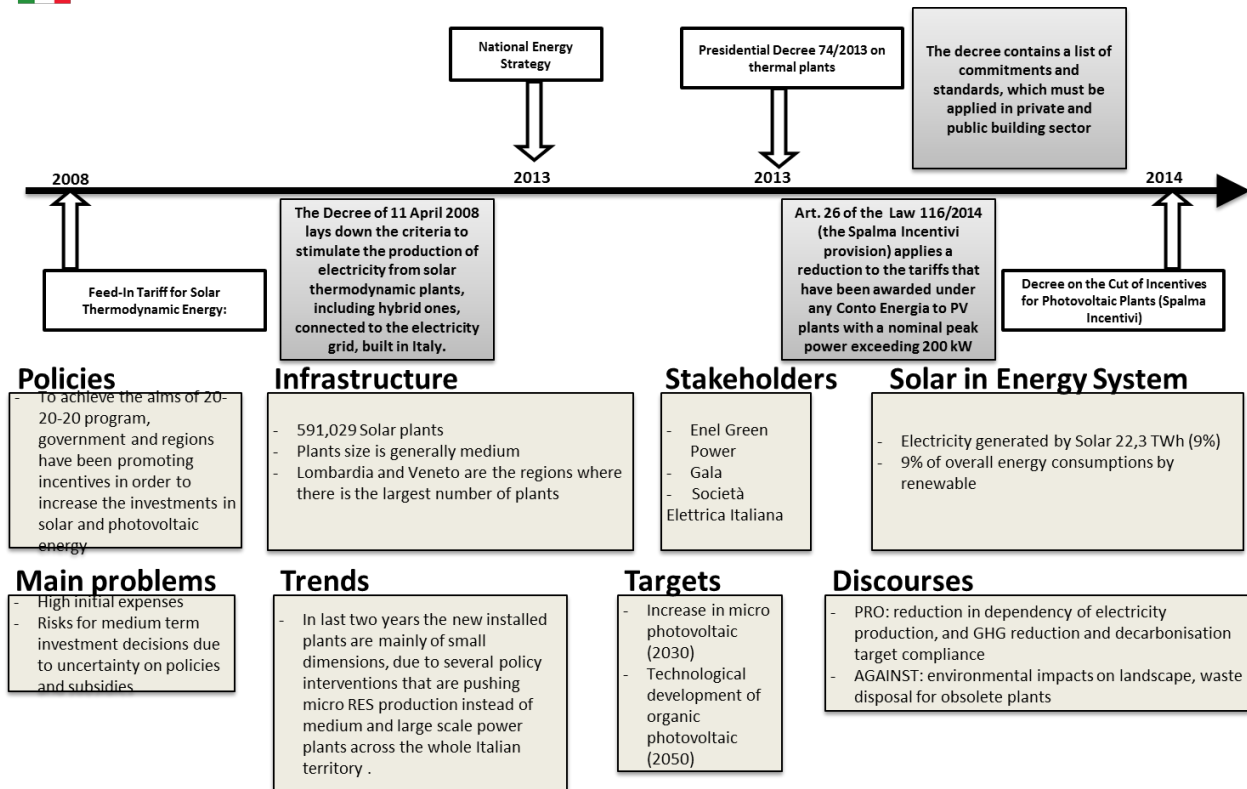 National Energy
Strategy
Presidential Decree 74/2013 on
thermal plants
The decree contains a list of
commitments and
standards, which must be
applied in private and
public building sector
2008
2013
2013
2014
Feed-In Tariff for Solar
Thermodynamic Energy:
The Decree of 11 April 2008
lays down the criteria to
stimulate the production of
electricity from solar
thermodynamic plants,
including hybrid ones,
connected to the electricity
grid, built in Italy.
Art. 26 of the Law 116/2014
(the Spalma Incentivi
provision) applies a
reduction to the tariffs that
have been awarded under
any Conto Energia to PV
plants with a nominal peak
power exceeding 200 kW
Decree on the Cut of Incentives
for Photovoltaic Plants (Spalma
Incentivi)
Policies
- To achieve the aims of 20-
20-20 program,
government and regions
have been promoting
incentives in order to
increase the investments in
solar and photovoltaic
energy
Infrastructure
- 591,029 Solar plants
- Plants size is generally medium
- Lombardia and Veneto are the regions where
there is the largest number of plants
Stakeholders
- Enel Green
Power
- Gala
- Società
Elettrica Italiana
Solar in Energy System
- Electricity generated by Solar 22,3 TWh (9%)
- 9% of overall energy consumptions by
renewable
Main problems
- High initial expenses
- Risks for medium term
investment decisions due
to uncertainty on policies
and subsidies
Trends
- In last two years the new installed
plants are mainly of small
dimensions, due to several policy
interventions that are pushing
micro RES production instead of
medium and large scale power
plants across the whole Italian
territory .
Targets
- Increase in micro
photovoltaic
(2030)
- Technological
development of
organic
photovoltaic
(2050)
Discourses
- PRO: reduction in dependency of electricity
production, and GHG reduction and decarbonisation
target compliance
- AGAINST: environmental impacts on landscape, waste
disposal for obsolete plants